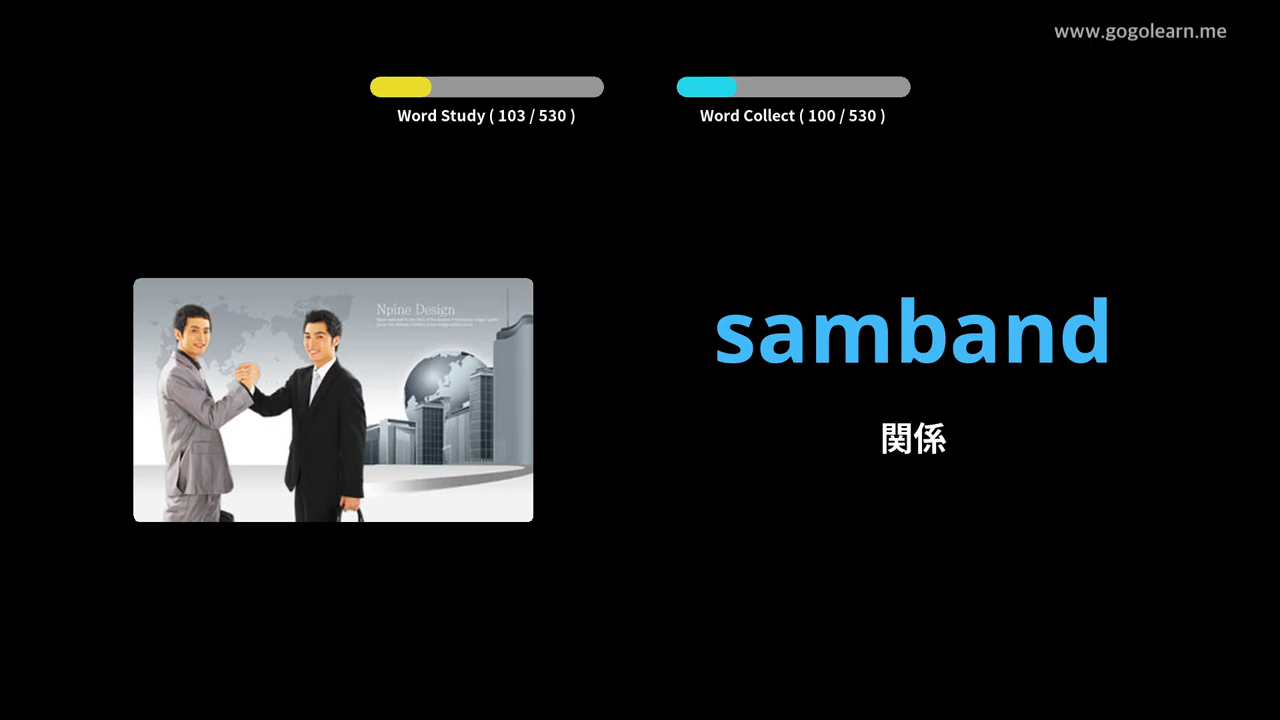 www.gogolearn.me
Word Study ( 103 / 530 )
Word Collect ( 100 / 530 )
Npine Design
samband
関係